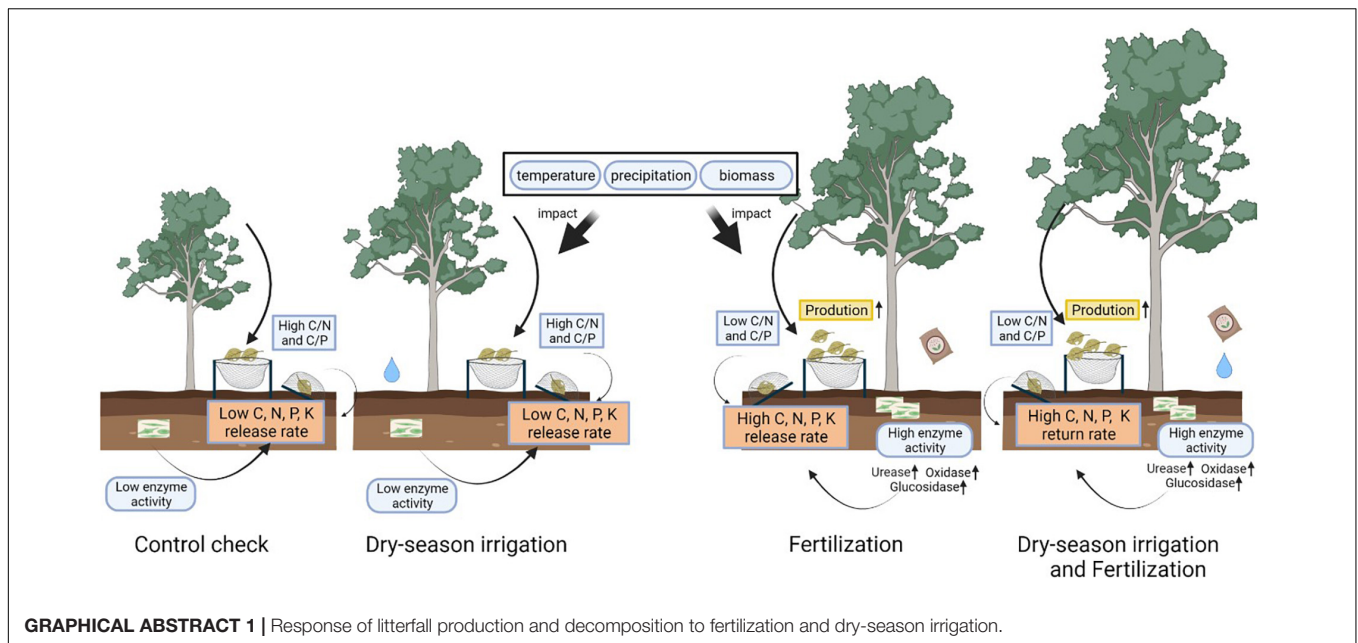 temperature precipitation biomass
impact
impact
High C/N
and C/P
Low C, N, P, K
release rate
Low enzyme
activity
Control check
High C/N
and C/P
Low C, N, P, K
release rate
Low enzyme
activity
Dry-season irrigation
Prodution↑
Low C/N
and C/P
High C, N, P, K
release rate
High enzyme
activity
Urease↑ Oxidase↑
Glucosidase↑
Fertilization
Prodution↑
Low C/N
and C/P
High C, N, P, K
return rate
High enzyme
activity
Urease↑ Oxidase↑
Glucosidase↑
Dry-season irrigation
and Fertilization
GRAPHICAL ABSTRACT 1 | Response of litterfall production and decomposition to fertilization and dry-season irrigation.